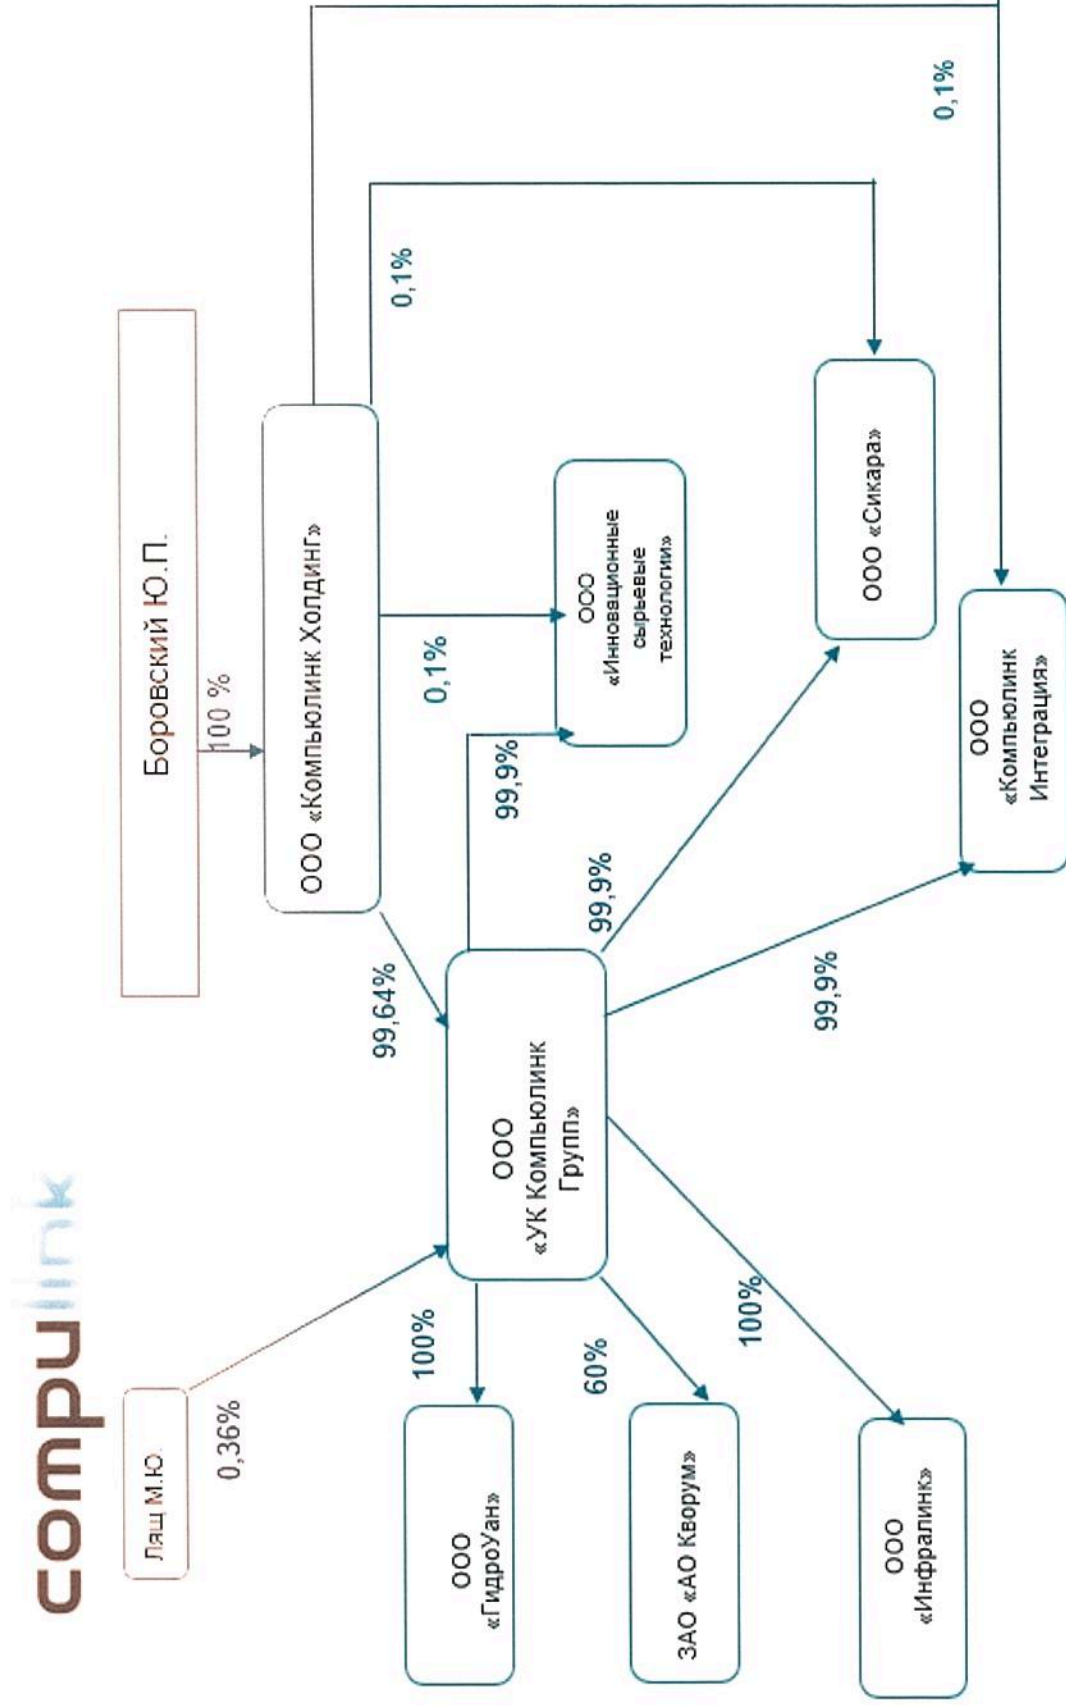 compulink
Лящ М.Ю.
0,36%
Боровский Ю.П.
100 %
ООО «Компьюлинк Холдинг»
99,64%
0,1%
0,1%
0,1%
ООО
«УК Компьюлинк
Групп»
99,9%
99,9%
99,9%
100%
60%
100%
ООО
«ГидроУан»
ООО
«Инновационные
сырьевые
технологии»
ЗАО «АО Кворум»
ООО «Сикара»
ООО
«Инфралинк»
ООО
«Компьюлинк
Интеграция»